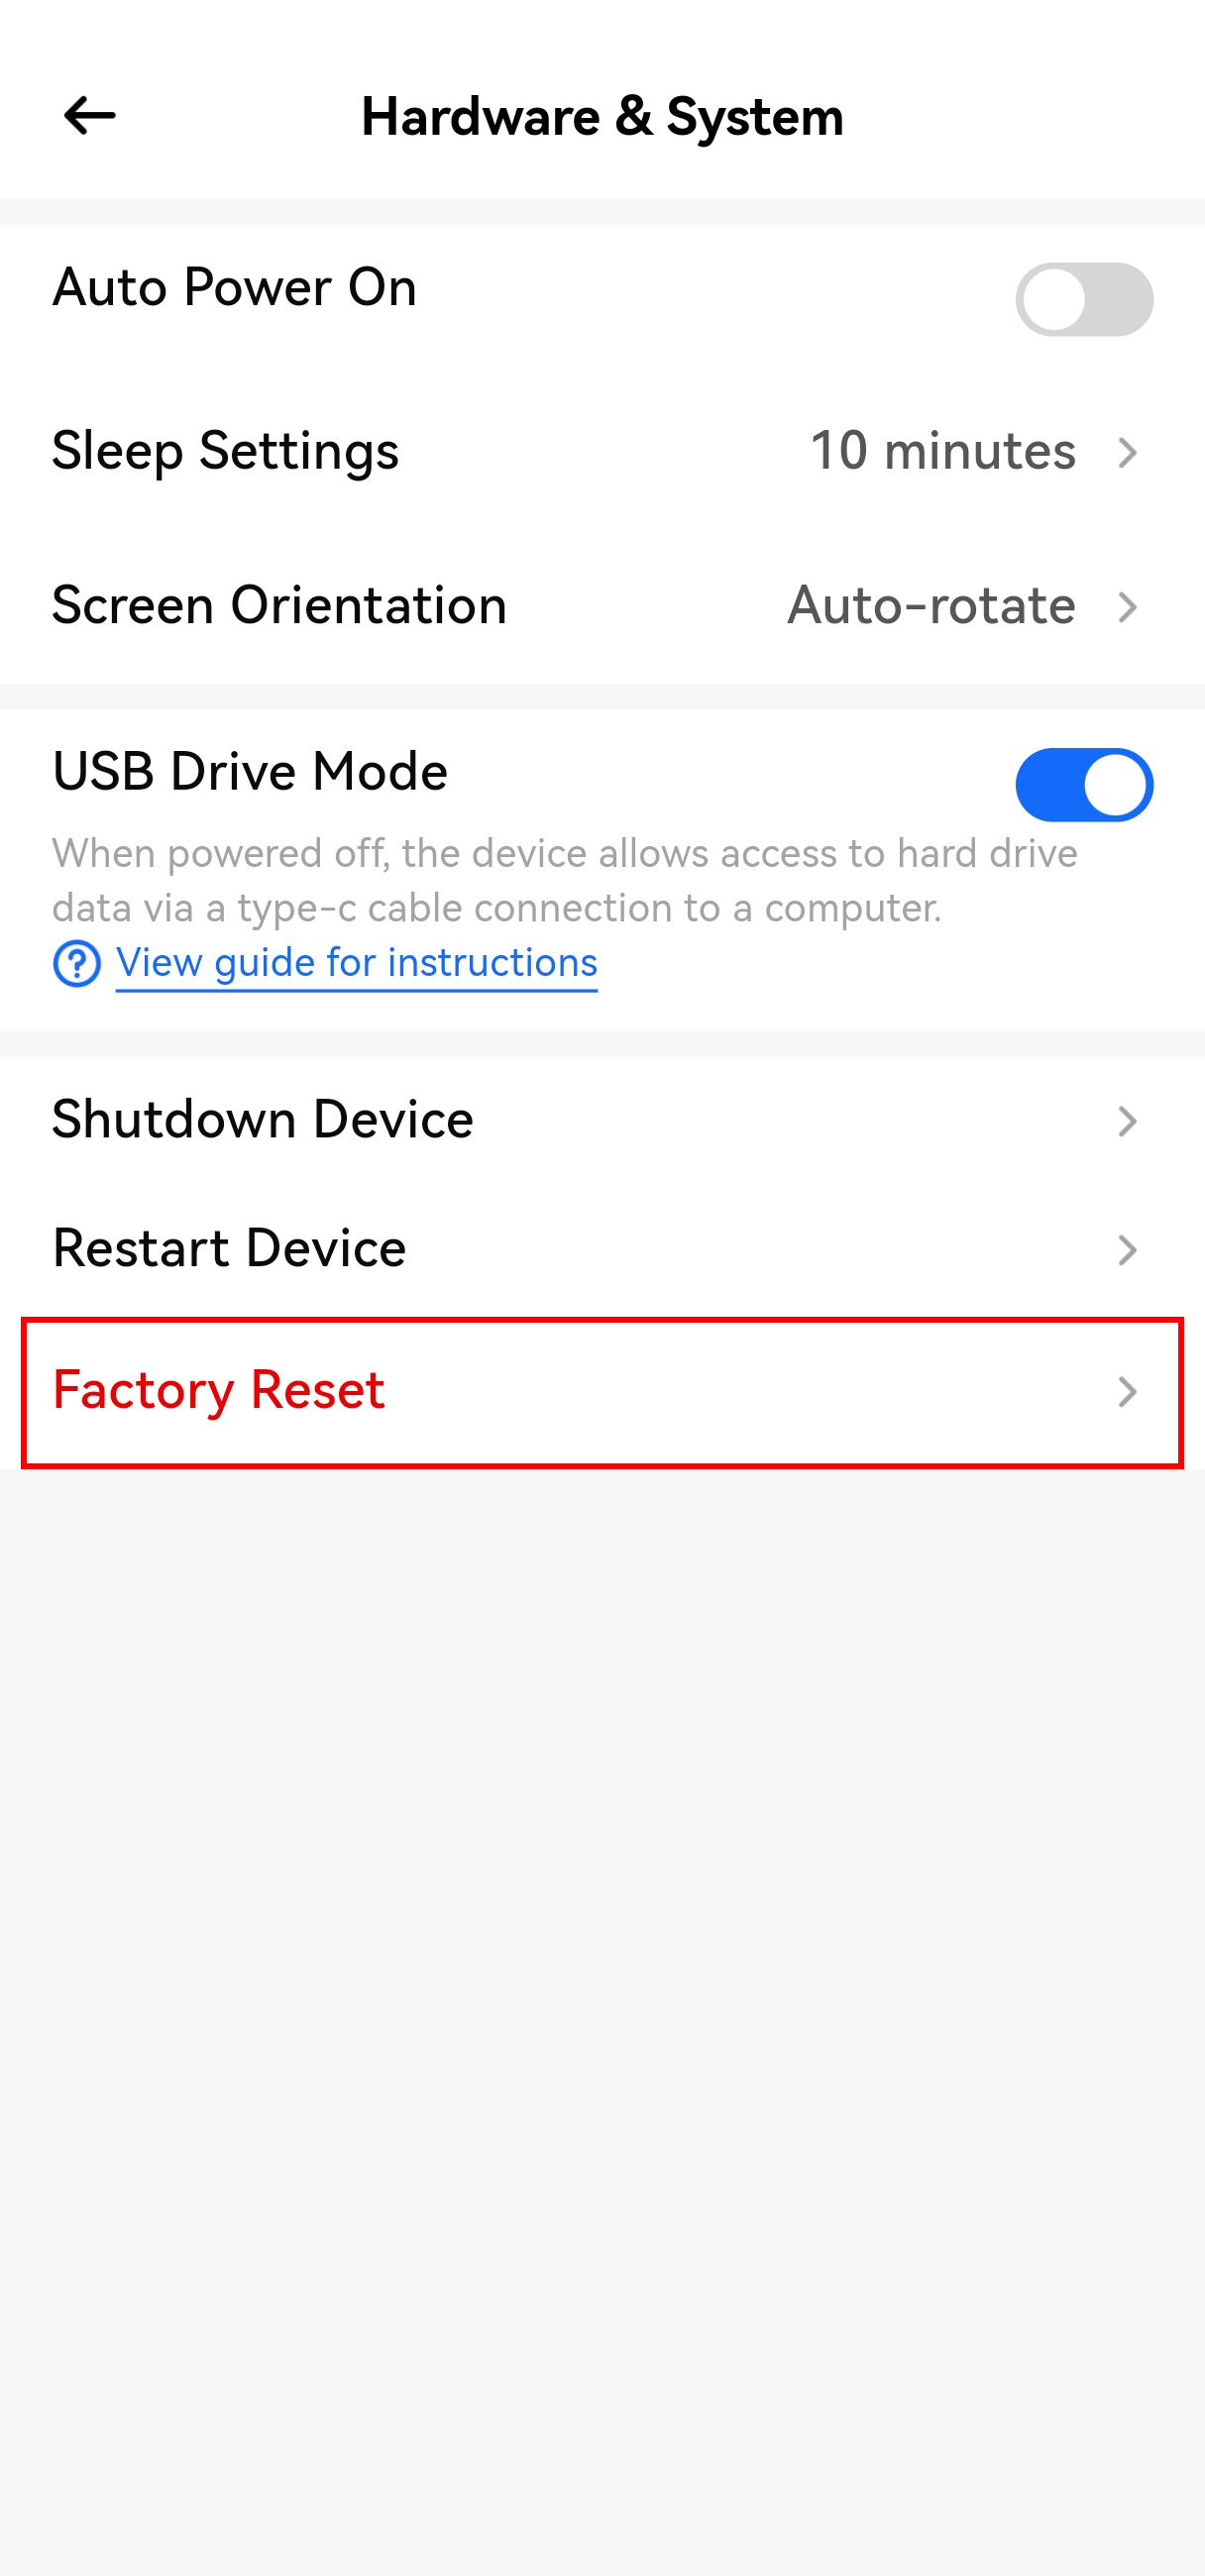 Hardware & System
Auto Power On
Sleep Settings 10 minutes
Screen Orientation Auto-rotate
USB Drive Mode
When powered off, the device allows access to hard drive
data via a type-c cable connection to a computer.
View guide for instructions
Shutdown Device
Restart Device
Factory Reset